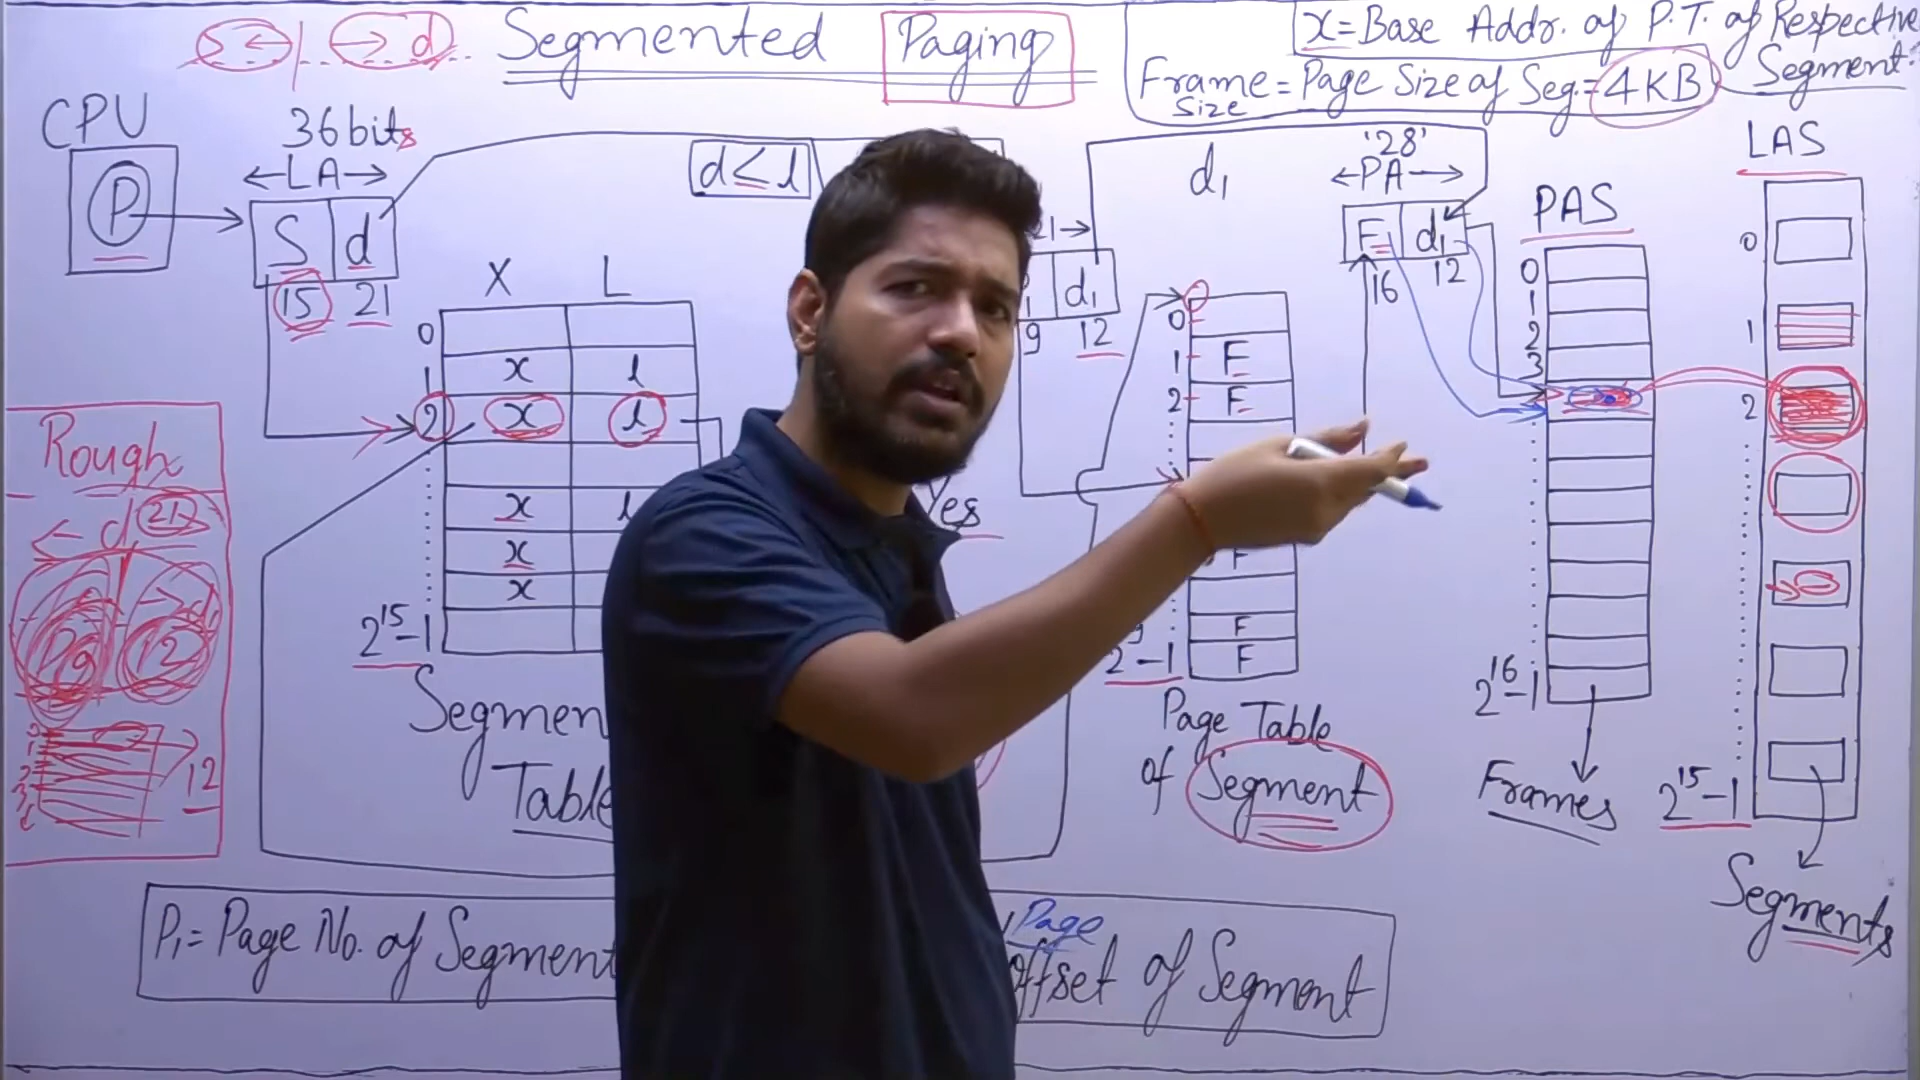 S ← | → d
Segmented Paging
x = Base Addr. of P.T. of Respective
Segment.
Frame = Page Size of Seg. = 4KB
Size
CPU
P
36 bits
← LA →
S d
15 21
d ≤ l
d1
d1
12
'28'
← PA →
F d1
16 12
PAS
0
1
2
3
2^16-1
Frames
LAS
0
1
2
2^15-1
Segments
X L
0
1 x l
2 x l
x l
x
x
2^15-1
Segmen
Table
Yes
0
1 F
2 F
F
F
F
2^9-1
Page Table
of Segment
Rough
← d 21
9 12
12
P1 = Page No. of Segment
Page
offset of Segment